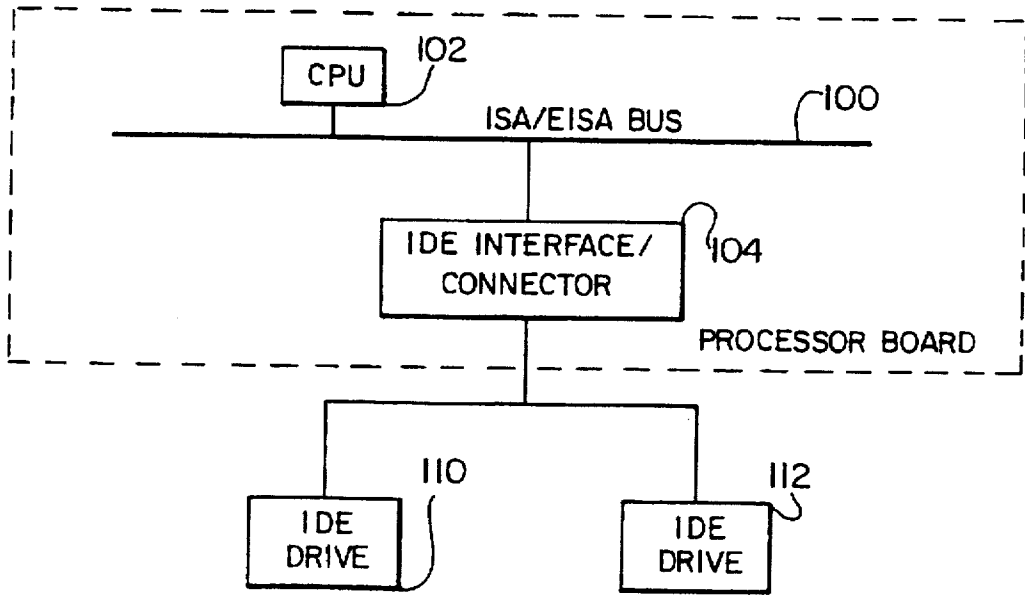 102
CPU
100
ISA/EISA BUS
IDE INTERFACE/
CONNECTOR
104
PROCESSOR BOARD
110
112
IDE
DRIVE
IDE
DRIVE